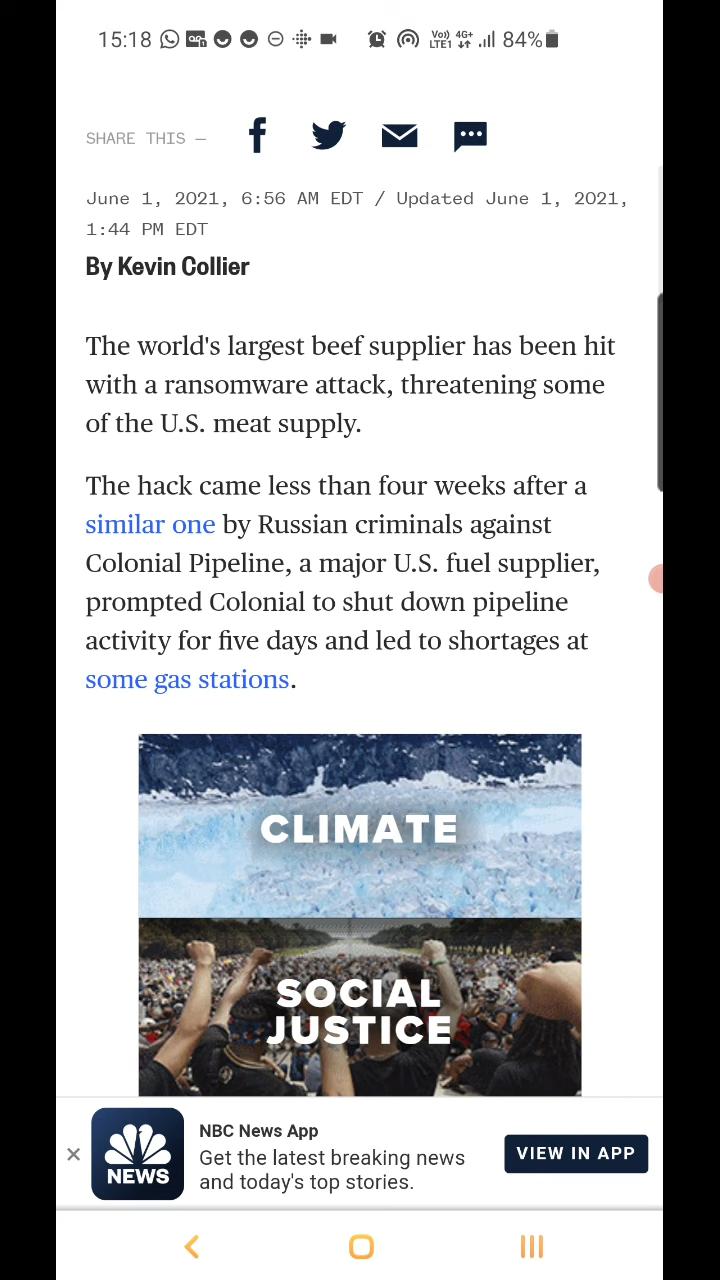 15:18 Vo) LTE1 4G+ 84%
SHARE THIS —
June 1, 2021, 6:56 AM EDT / Updated June 1, 2021,
1:44 PM EDT
By Kevin Collier
The world's largest beef supplier has been hit
with a ransomware attack, threatening some
of the U.S. meat supply.
The hack came less than four weeks after a
similar one by Russian criminals against
Colonial Pipeline, a major U.S. fuel supplier,
prompted Colonial to shut down pipeline
activity for five days and led to shortages at
some gas stations.
CLIMATE
SOCIAL
JUSTICE
NEWS
NBC News App
Get the latest breaking news
and today's top stories.
VIEW IN APP